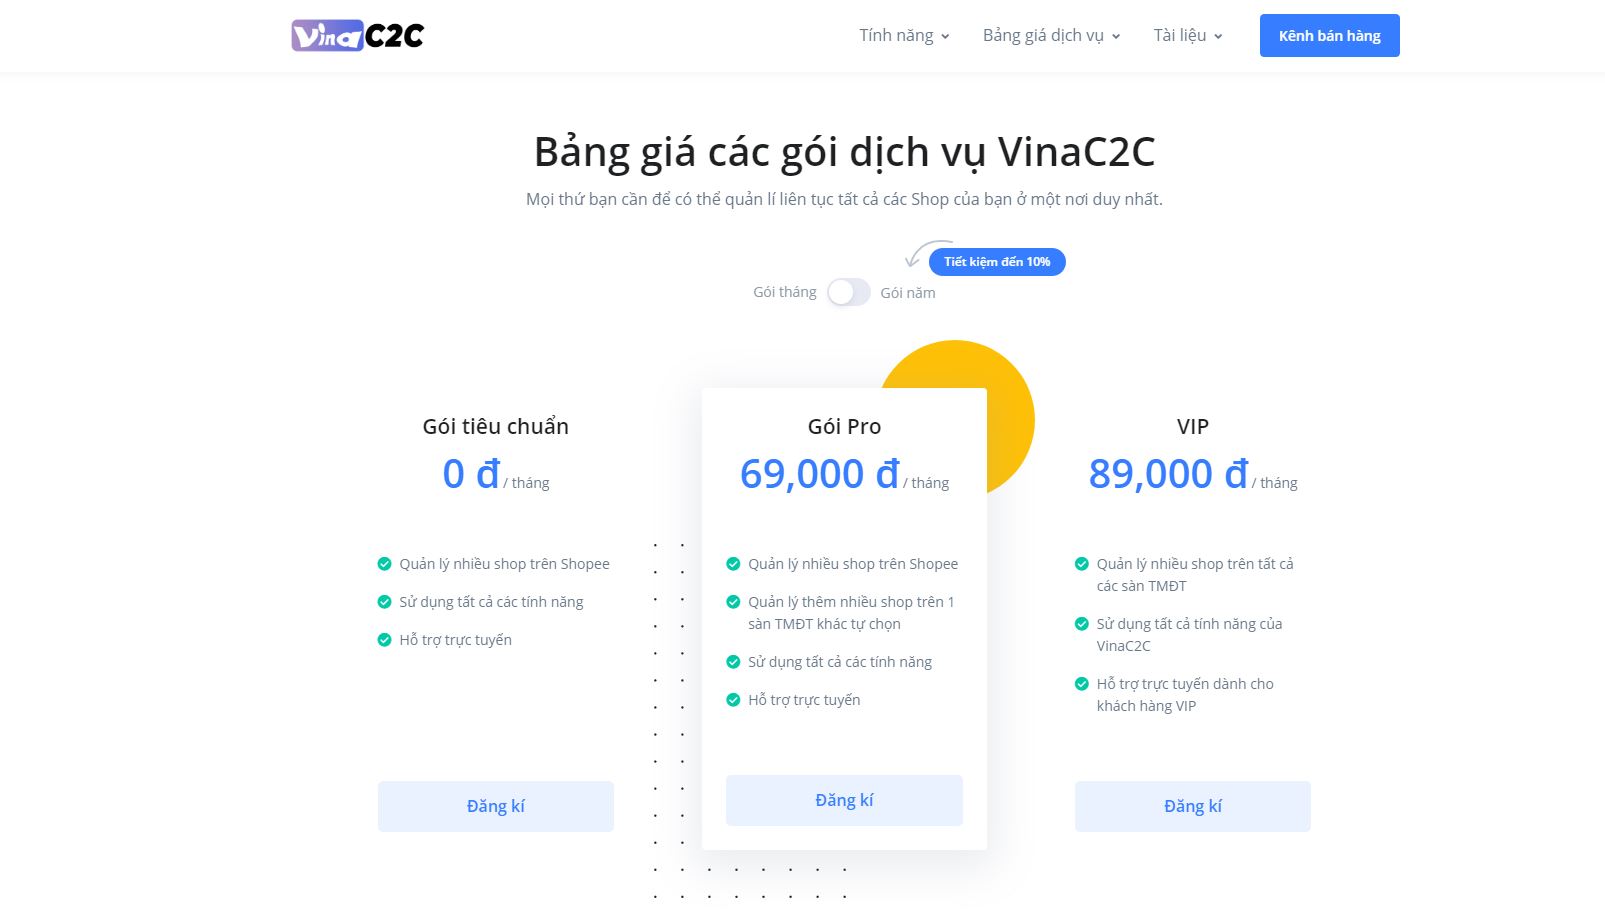 VinaC2C
Tính năng
Bảng giá dịch vụ
Tài liệu
Kênh bán hàng
Bảng giá các gói dịch vụ VinaC2C
Mọi thứ bạn cần để có thể quản lí liên tục tất cả các Shop của bạn ở một nơi duy nhất.
Tiết kiệm đến 10%
Gói tháng
Gói năm
Gói tiêu chuẩn
0 đ / tháng
Quản lý nhiều shop trên Shopee
Sử dụng tất cả các tính năng
Hỗ trợ trực tuyến
Đăng kí
Gói Pro
69,000 đ / tháng
Quản lý nhiều shop trên Shopee
Quản lý thêm nhiều shop trên 1
sàn TMĐT khác tự chọn
Sử dụng tất cả các tính năng
Hỗ trợ trực tuyến
Đăng kí
VIP
89,000 đ / tháng
Quản lý nhiều shop trên tất cả
các sàn TMĐT
Sử dụng tất cả tính năng của
VinaC2C
Hỗ trợ trực tuyến dành cho
khách hàng VIP
Đăng kí